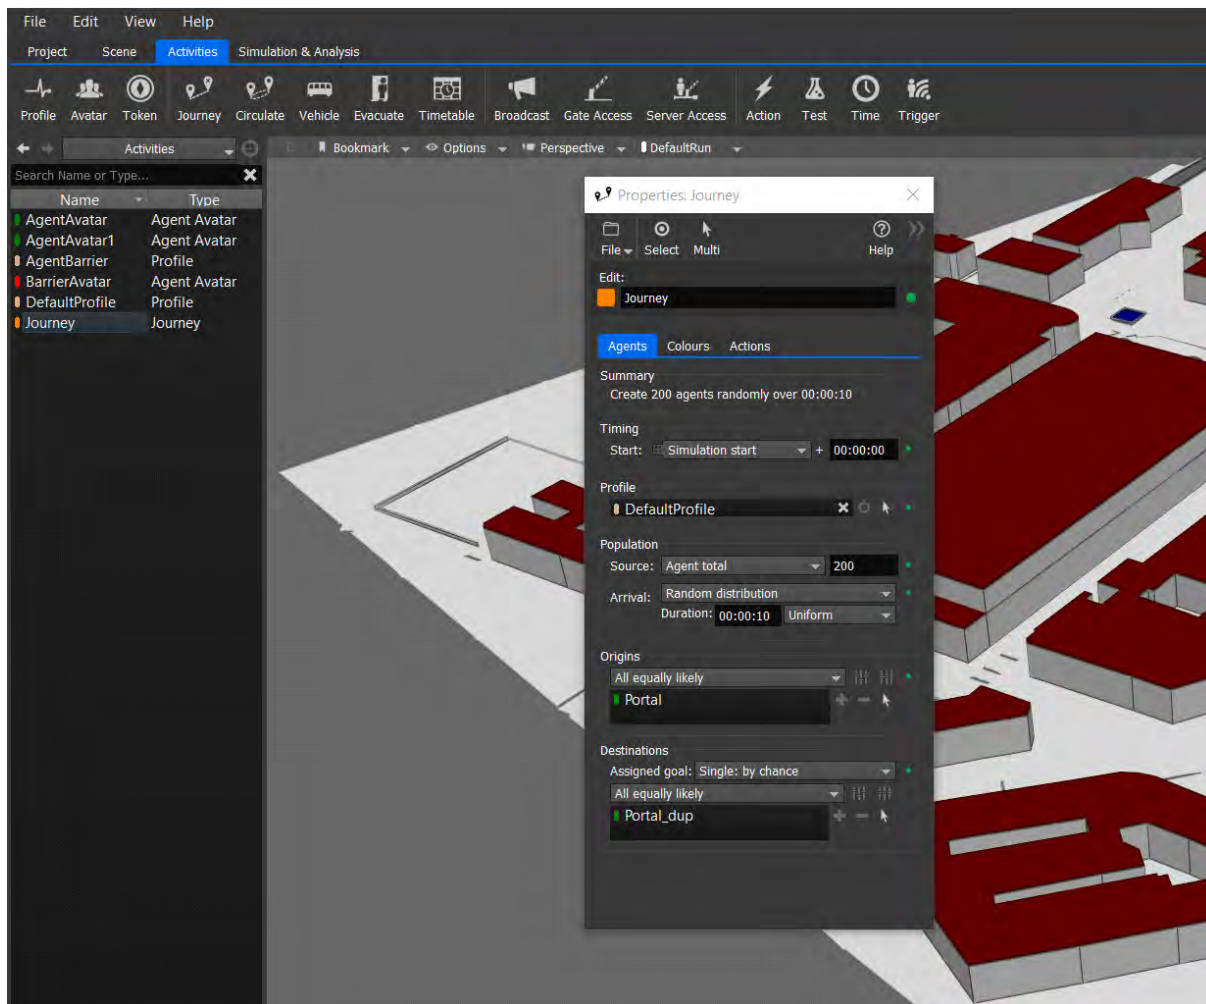 File Edit View Help
Project Scene Activities Simulation & Analysis
Profile Avatar Token Journey Circulate Vehicle Evacuate Timetable Broadcast Gate Access Server Access Action Test Time Trigger
Activities
Bookmark Options Perspective DefaultRun
Search Name or Type...
Name Type
AgentAvatar Agent Avatar
AgentAvatar1 Agent Avatar
AgentBarrier Profile
BarrierAvatar Agent Avatar
DefaultProfile Profile
Journey Journey
Properties: Journey
File Select Multi Help
Edit:
Journey
Agents Colours Actions
Summary
Create 200 agents randomly over 00:00:10
Timing
Start: Simulation start + 00:00:00
Profile
DefaultProfile
Population
Source: Agent total 200
Arrival: Random distribution
Duration: 00:00:10 Uniform
Origins
All equally likely
Portal
Destinations
Assigned goal: Single: by chance
All equally likely
Portal_dup